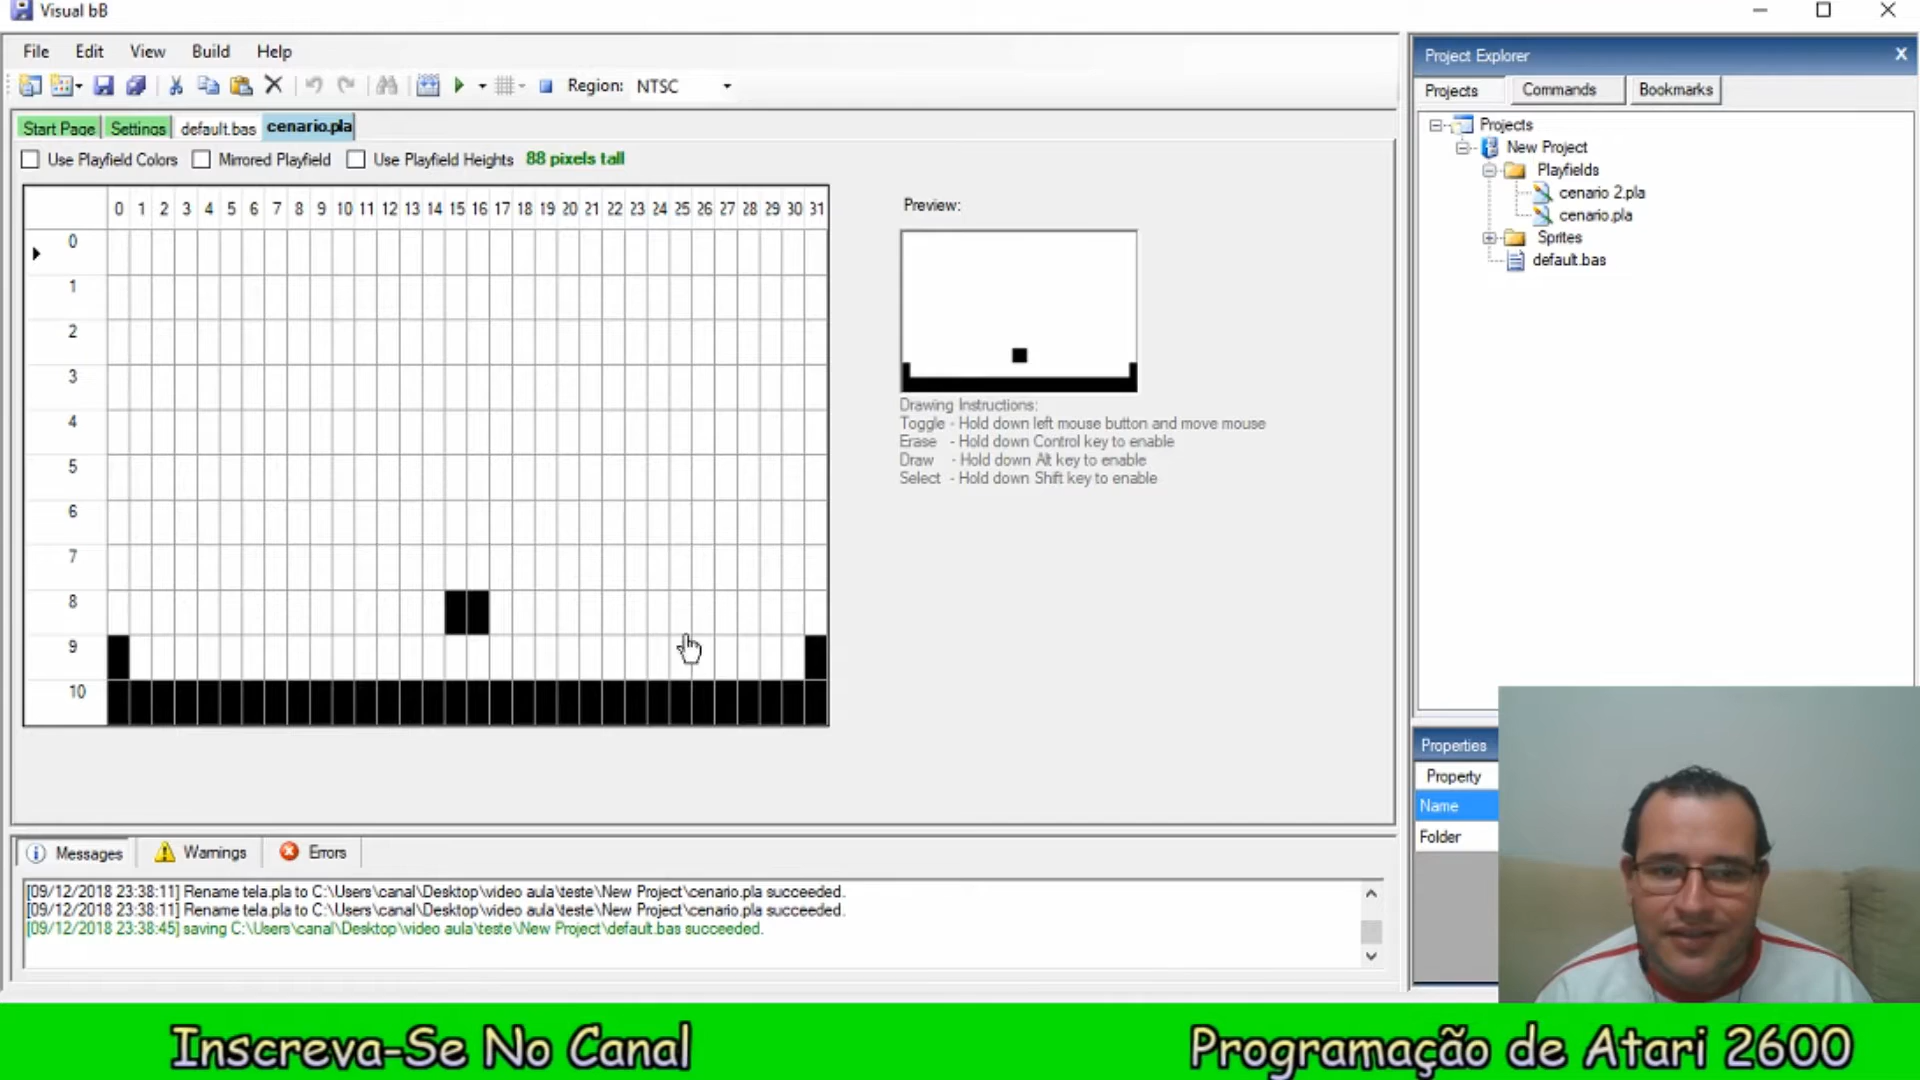 Visual bB
File Edit View Build Help
Region: NTSC
Start Page Settings default.bas cenario.pla
Use Playfield Colors Mirrored Playfield Use Playfield Heights 88 pixels tall
0 1 2 3 4 5 6 7 8 9 10 11 12 13 14 15 16 17 18 19 20 21 22 23 24 25 26 27 28 29 30 31
0
1
2
3
4
5
6
7
8
9
10
Preview:
Drawing Instructions:
Toggle - Hold down left mouse button and move mouse
Erase - Hold down Control key to enable
Draw - Hold down Alt key to enable
Select - Hold down Shift key to enable
Project Explorer
Projects Commands Bookmarks
Projects
New Project
Playfields
cenario 2.pla
cenario.pla
Sprites
default.bas
Properties
Property
Name
Folder
Messages Warnings Errors
[09/12/2018 23:38:11] Rename tela.pla to C:\Users\canal\Desktop\video aula\teste\New Project\cenario.pla succeeded.
[09/12/2018 23:38:11] Rename tela.pla to C:\Users\canal\Desktop\video aula\teste\New Project\cenario.pla succeeded.
[09/12/2018 23:38:45] saving C:\Users\canal\Desktop\video aula\teste\New Project\default.bas succeeded.
Inscreva-Se No Canal
Programação de Atari 2600